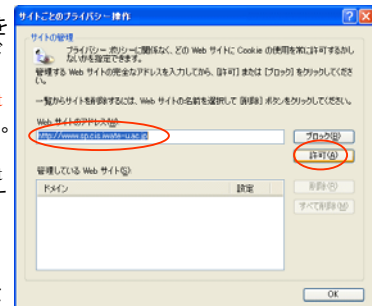 を
サイトごとのプライバシー操作
サイトの管理
プライバシー ポリシーに関係なく、どの Web サイトに Cookie の使用を常に許可するかしないかを指定できます。
管理する Web サイトの完全なアドレスを入力してから、[許可] または [ブロック] をクリックしてください。
一覧からサイトを削除するには、Web サイトの名前を選択して [削除] ボタンをクリックしてください。
Web サイトのアドレス(W):
http://www.sp.cis.iwate-u.ac.jp
ブロック(B)
許可(A)
管理している Web サイト(S):
ドメイン 設定
削除(R)
すべて削除(M)
OK